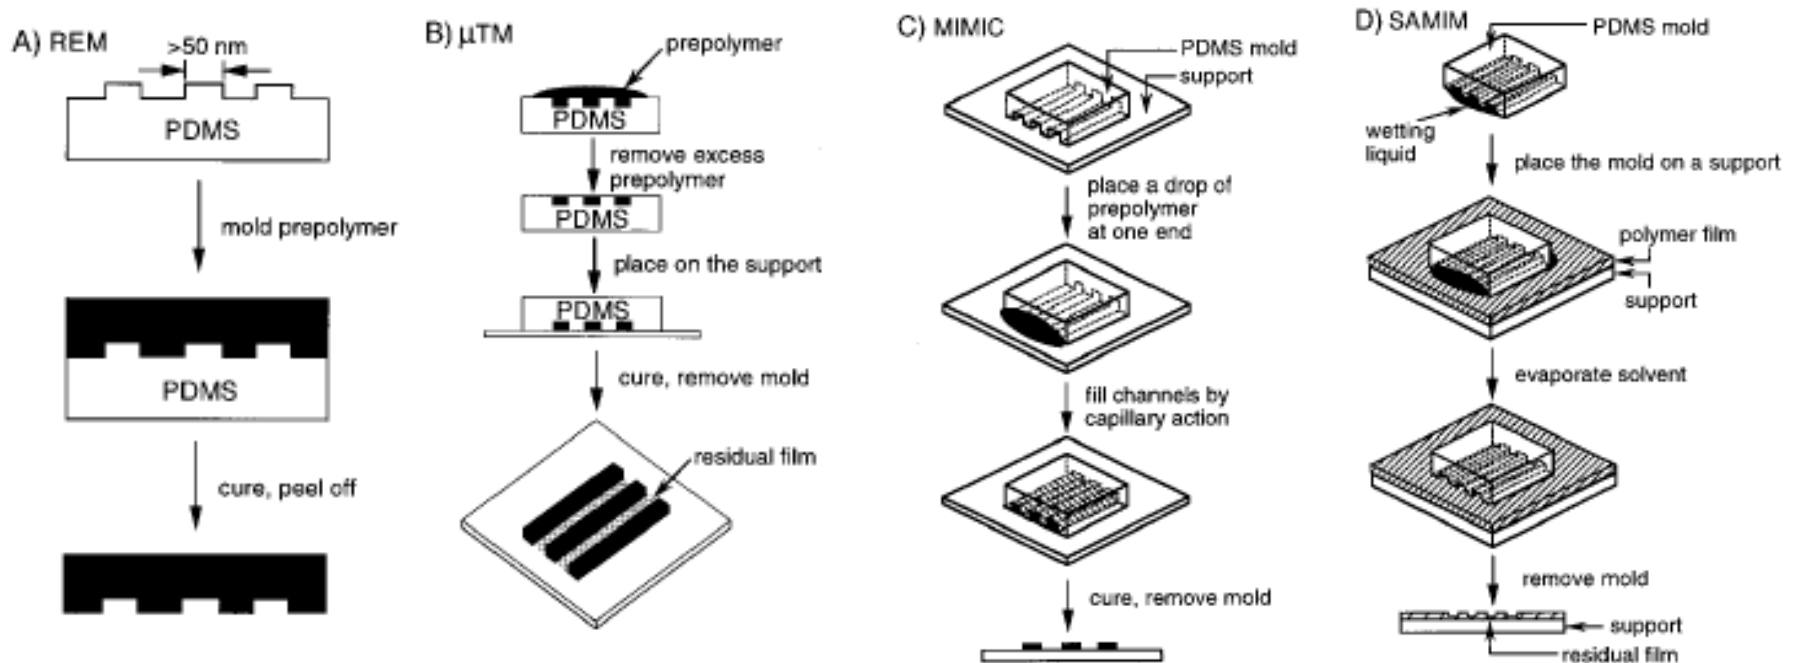 A) REM
>50 nm
PDMS
mold prepolymer
PDMS
cure, peel off
B) μTM
prepolymer
PDMS
remove excess
prepolymer
PDMS
place on the support
PDMS
cure, remove mold
residual film
C) MIMIC
PDMS mold
support
place a drop of
prepolymer
at one end
fill channels by
capillary action
cure, remove mold
D) SAMIM
PDMS mold
wetting
liquid
place the mold on a support
polymer film
support
evaporate solvent
remove mold
support
residual film